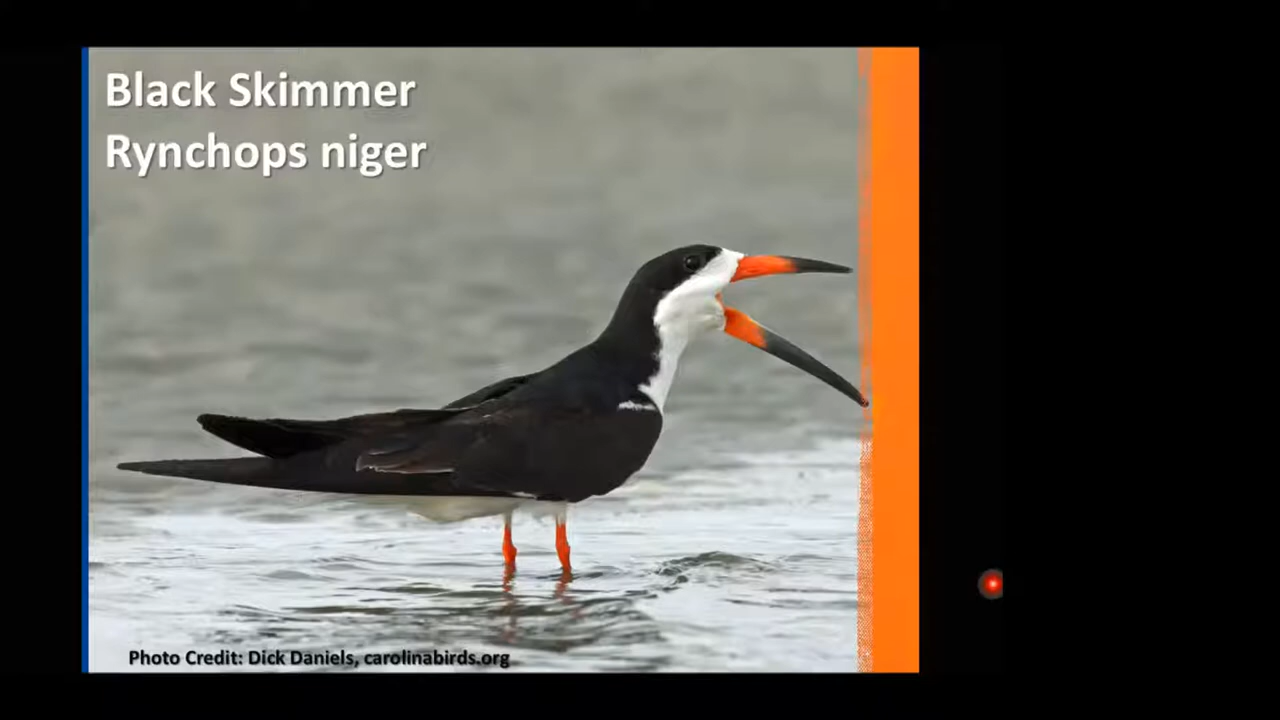 Black Skimmer
Rynchops niger
Photo Credit: Dick Daniels, carolinabirds.org